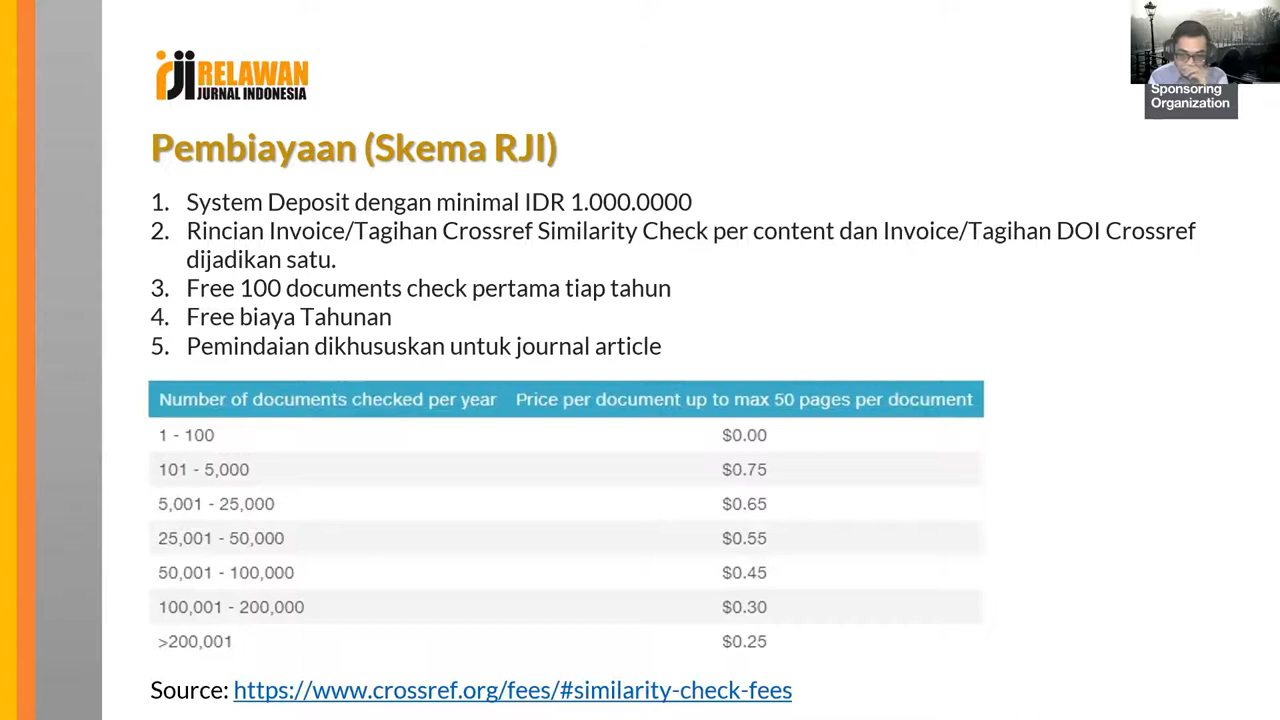 rji RELAWAN
JURNAL INDONESIA
Sponsoring
Organization
Pembiayaan (Skema RJI)
1. System Deposit dengan minimal IDR 1.000.0000
2. Rincian Invoice/Tagihan Crossref Similarity Check per content dan Invoice/Tagihan DOI Crossref
dijadikan satu.
3. Free 100 documents check pertama tiap tahun
4. Free biaya Tahunan
5. Pemindaian dikhususkan untuk journal article
Number of documents checked per year Price per document up to max 50 pages per document
1 - 100 $0.00
101 - 5,000 $0.75
5,001 - 25,000 $0.65
25,001 - 50,000 $0.55
50,001 - 100,000 $0.45
100,001 - 200,000 $0.30
>200,001 $0.25
Source: https://www.crossref.org/fees/#similarity-check-fees